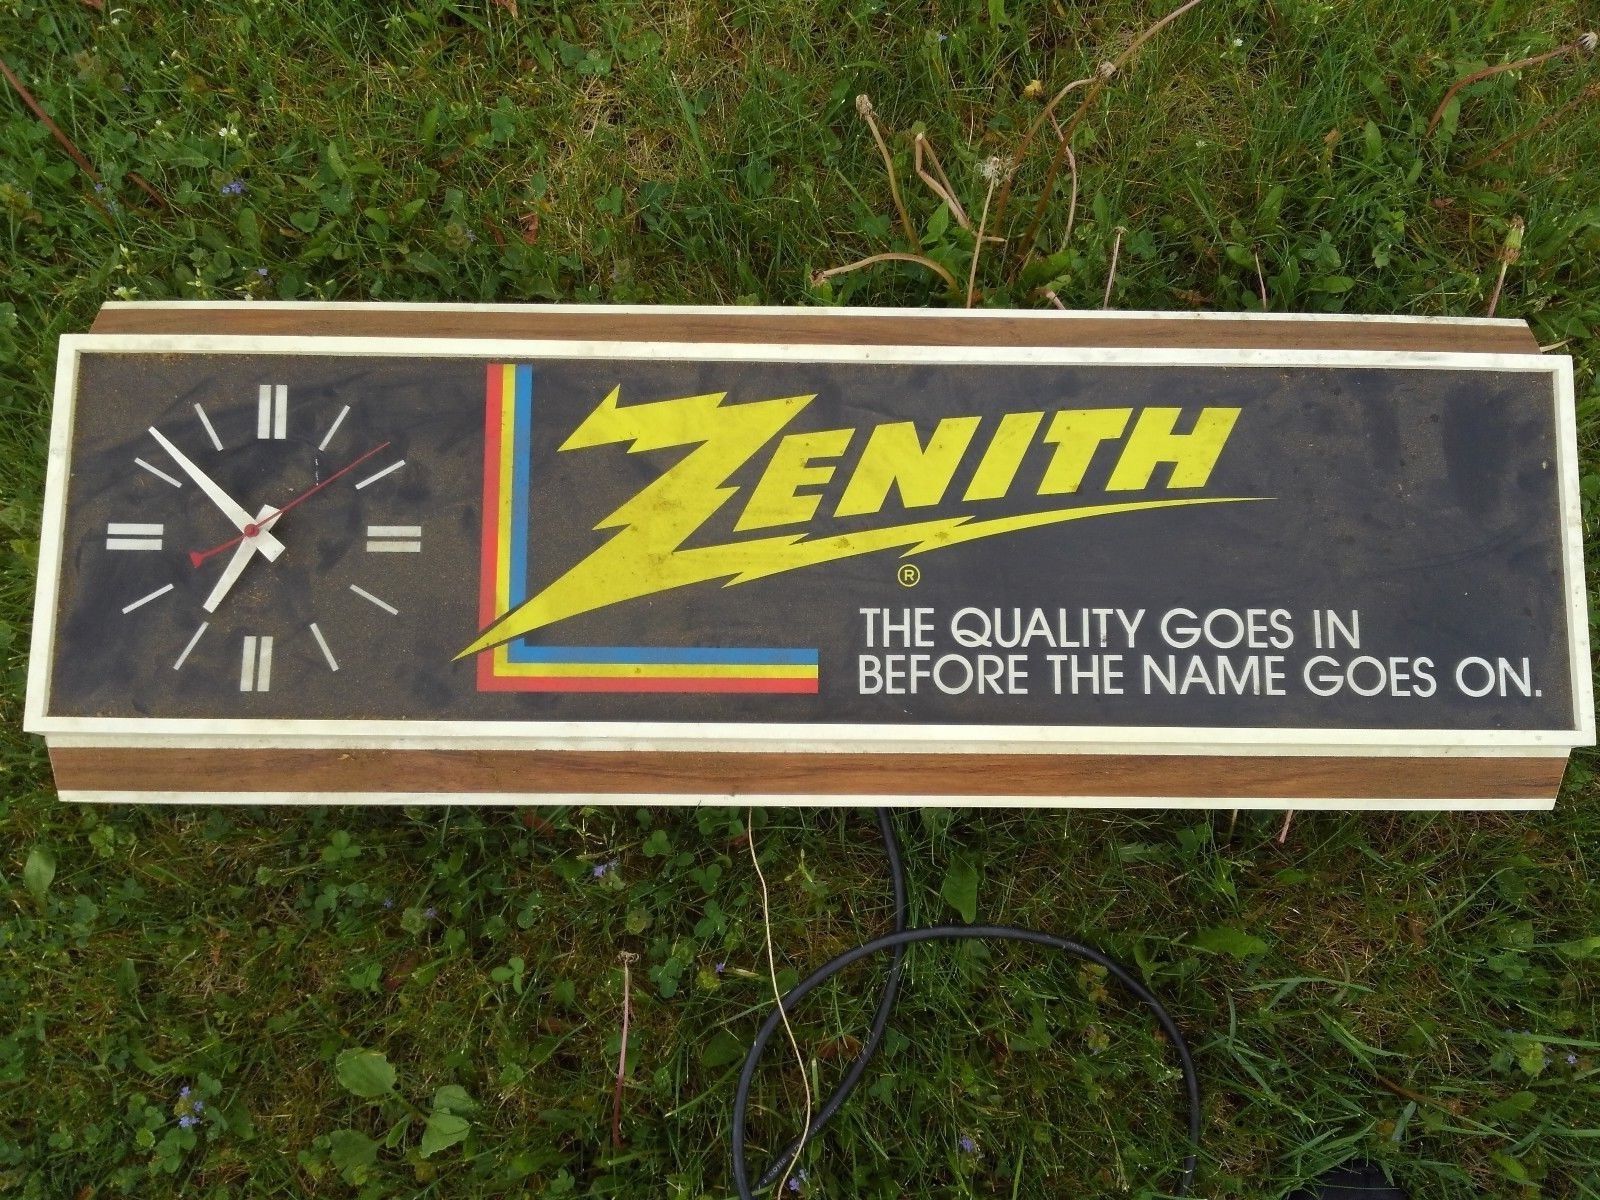 ZENITH
®
THE QUALITY GOES IN
BEFORE THE NAME GOES ON.